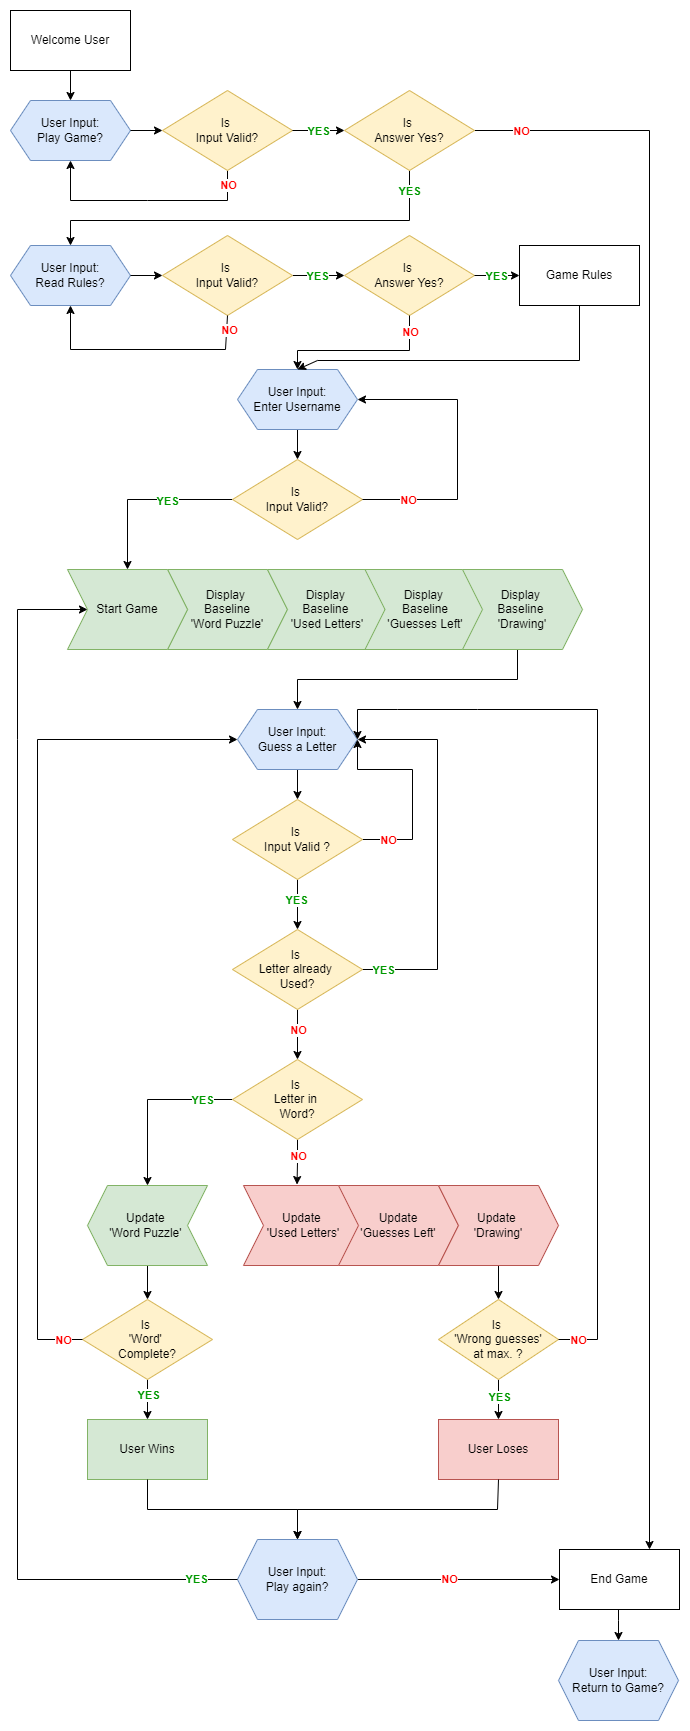 Welcome User
User Input:
Play Game?
Is
Input Valid?
YES
Is
Answer Yes?
NO
NO
YES
User Input:
Read Rules?
Is
Input Valid?
YES
Is
Answer Yes?
YES
Game Rules
NO
NO
User Input:
Enter Username
Is
Input Valid?
YES
NO
Start Game
Display
Baseline
'Word Puzzle'
Display
Baseline
'Used Letters'
Display
Baseline
'Guesses Left'
Display
Baseline
'Drawing'
User Input:
Guess a Letter
Is
Input Valid ?
NO
YES
Is
Letter already
Used?
YES
NO
Is
Letter in
Word?
YES
NO
Update
'Word Puzzle'
Update
'Used Letters'
Update
'Guesses Left'
Update
'Drawing'
Is
'Word'
Complete?
NO
Is
'Wrong guesses'
at max. ?
NO
YES
YES
User Wins
User Loses
User Input:
Play again?
YES
NO
End Game
User Input:
Return to Game?